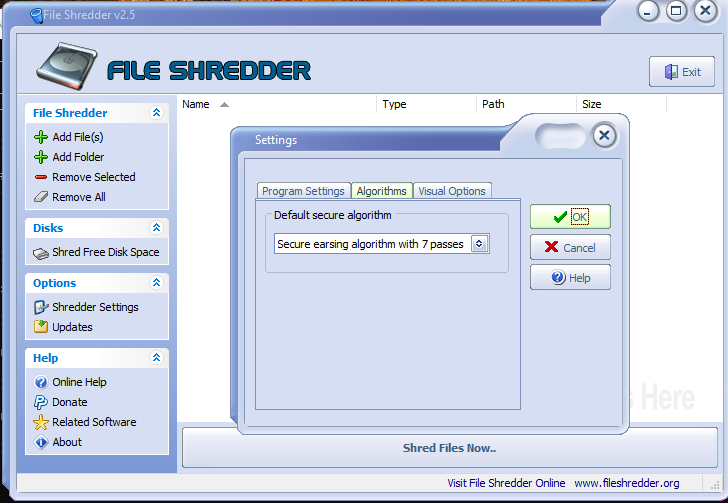 File Shredder v2.5
FILE SHREDDER
Exit
File Shredder
Add File(s)
Add Folder
Remove Selected
Remove All
Disks
Shred Free Disk Space
Options
Shredder Settings
Updates
Help
Online Help
Donate
Related Software
About
Name Type Path Size
Settings
Program Settings Algorithms Visual Options
Default secure algorithm
Secure earsing algorithm with 7 passes
OK
Cancel
Help
Here
Shred Files Now..
Visit File Shredder Online www.fileshredder.org